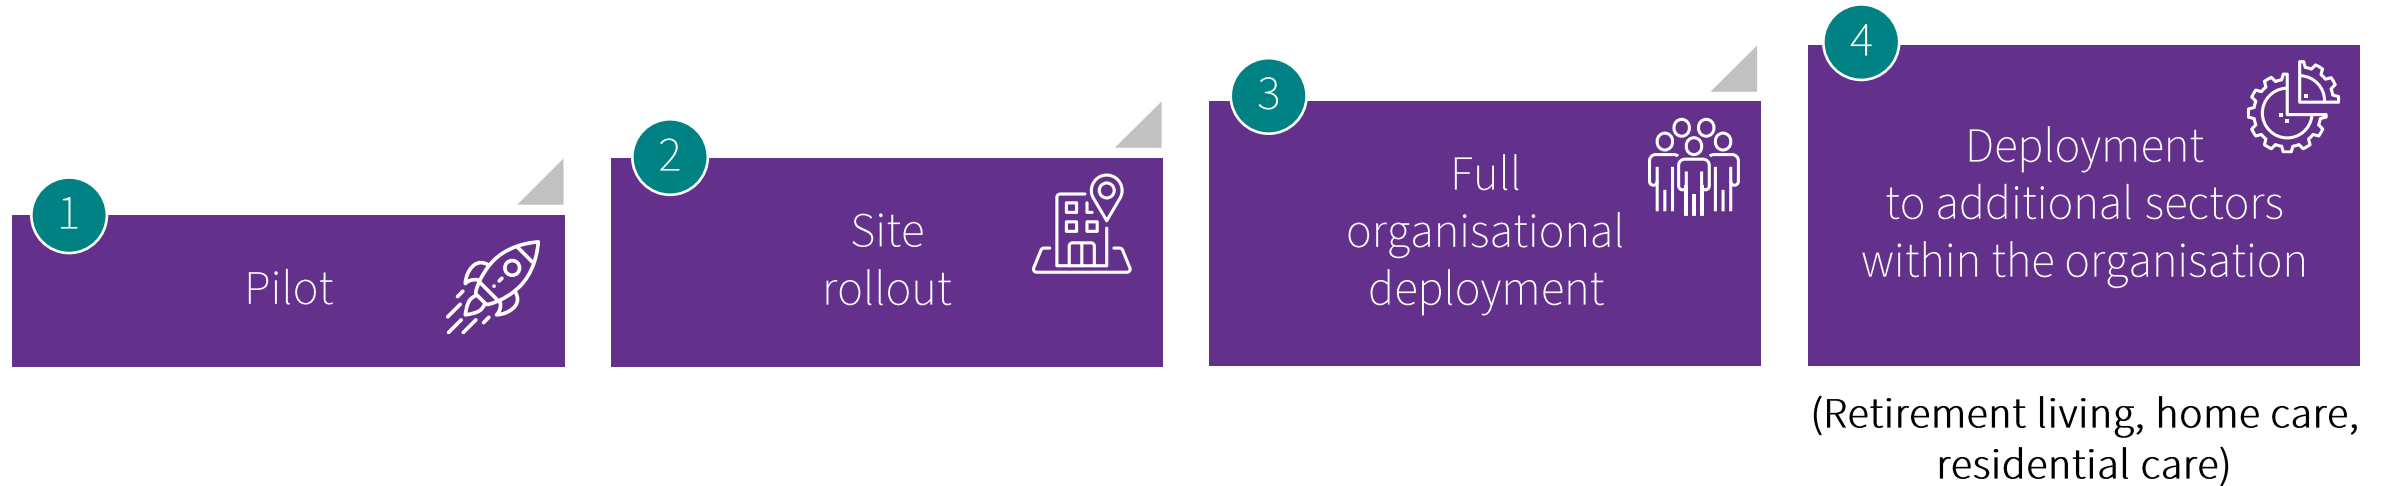 1
Pilot
2
Site
rollout
3
Full
organisational
deployment
4
Deployment
to additional sectors
within the organisation
(Retirement living, home care,
residential care)